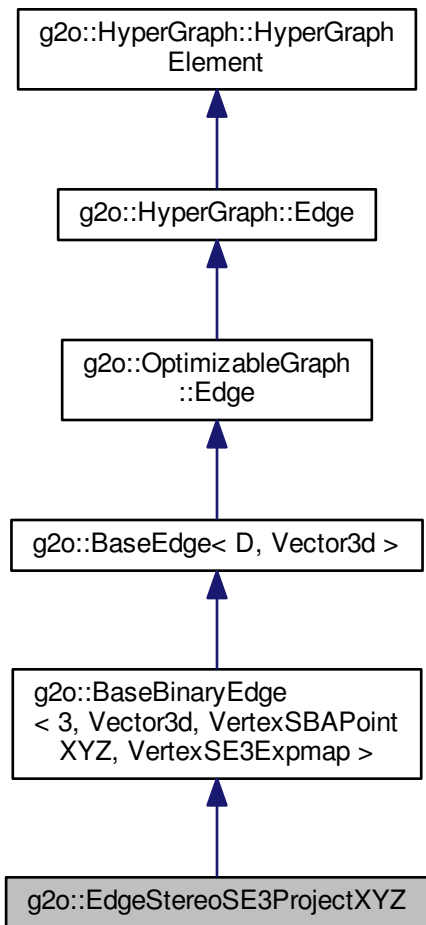 g2o::HyperGraph::HyperGraph
Element
g2o::HyperGraph::Edge
g2o::OptimizableGraph
::Edge
g2o::BaseEdge< D, Vector3d >
g2o::BaseBinaryEdge
< 3, Vector3d, VertexSBAPoint
XYZ, VertexSE3Expmap >
g2o::EdgeStereoSE3ProjectXYZ